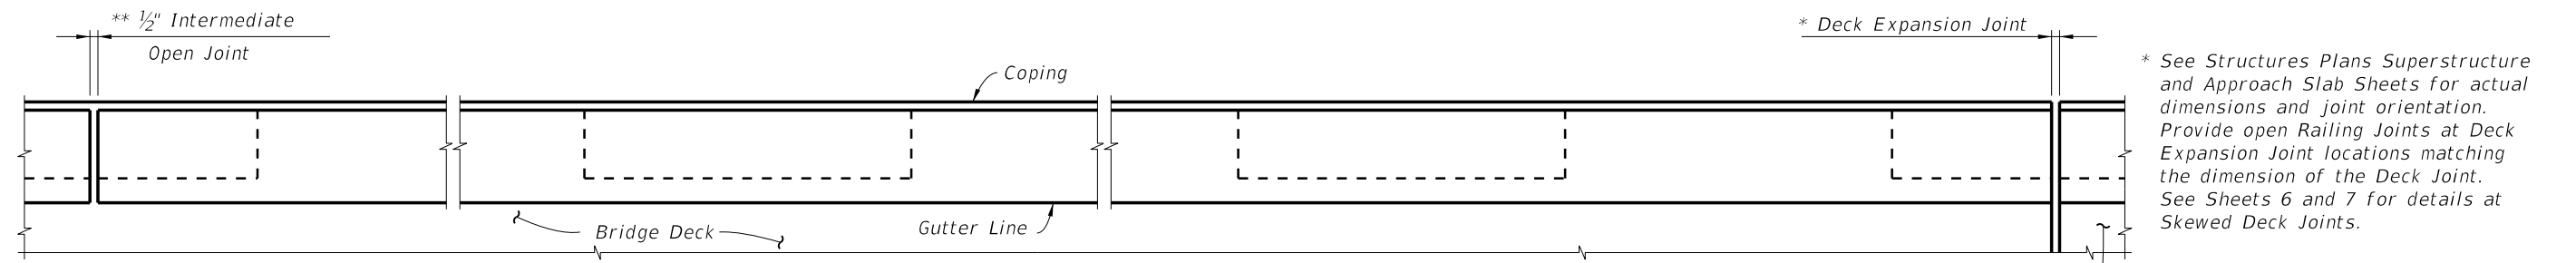 ** ½" Intermediate
Open Joint
* Deck Expansion Joint
Coping
* See Structures Plans Superstructure
and Approach Slab Sheets for actual
dimensions and joint orientation.
Provide open Railing Joints at Deck
Expansion Joint locations matching
the dimension of the Deck Joint.
See Sheets 6 and 7 for details at
Skewed Deck Joints.
Bridge Deck
Gutter Line